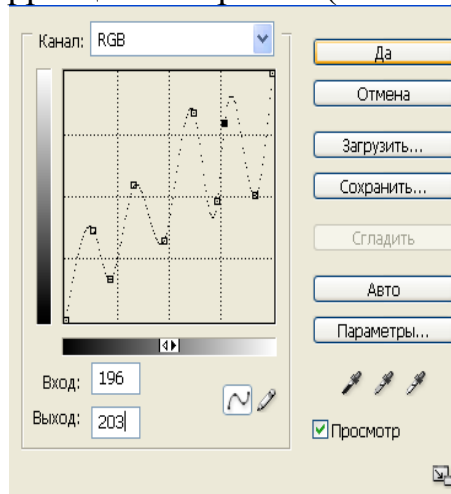 Канал: RGB
Да
Отмена
Загрузить...
Сохранить...
Сгладить
Авто
Параметры...
Вход: 196
Выход: 203
Просмотр